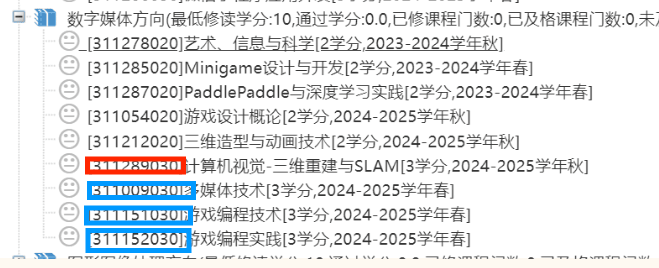 数字媒体方向(最低修读学分:10,通过学分:0.0,已修课程门数:0,已及格课程门数:0,未
[311278020]艺术、信息与科学[2学分,2023-2024学年秋]
[311285020]Minigame设计与开发[2学分,2023-2024学年春]
[311287020]PaddlePaddle与深度学习实践[2学分,2023-2024学年春]
[311054020]游戏设计概论[2学分,2024-2025学年秋]
[311212020]三维造型与动画技术[2学分,2024-2025学年秋]
[311289030]计算机视觉-三维重建与SLAM[3学分,2024-2025学年秋]
[311009030]多媒体技术[3学分,2024-2025学年春]
[311151030]游戏编程技术[3学分,2024-2025学年春]
[311152030]游戏编程实践[3学分,2024-2025学年春]